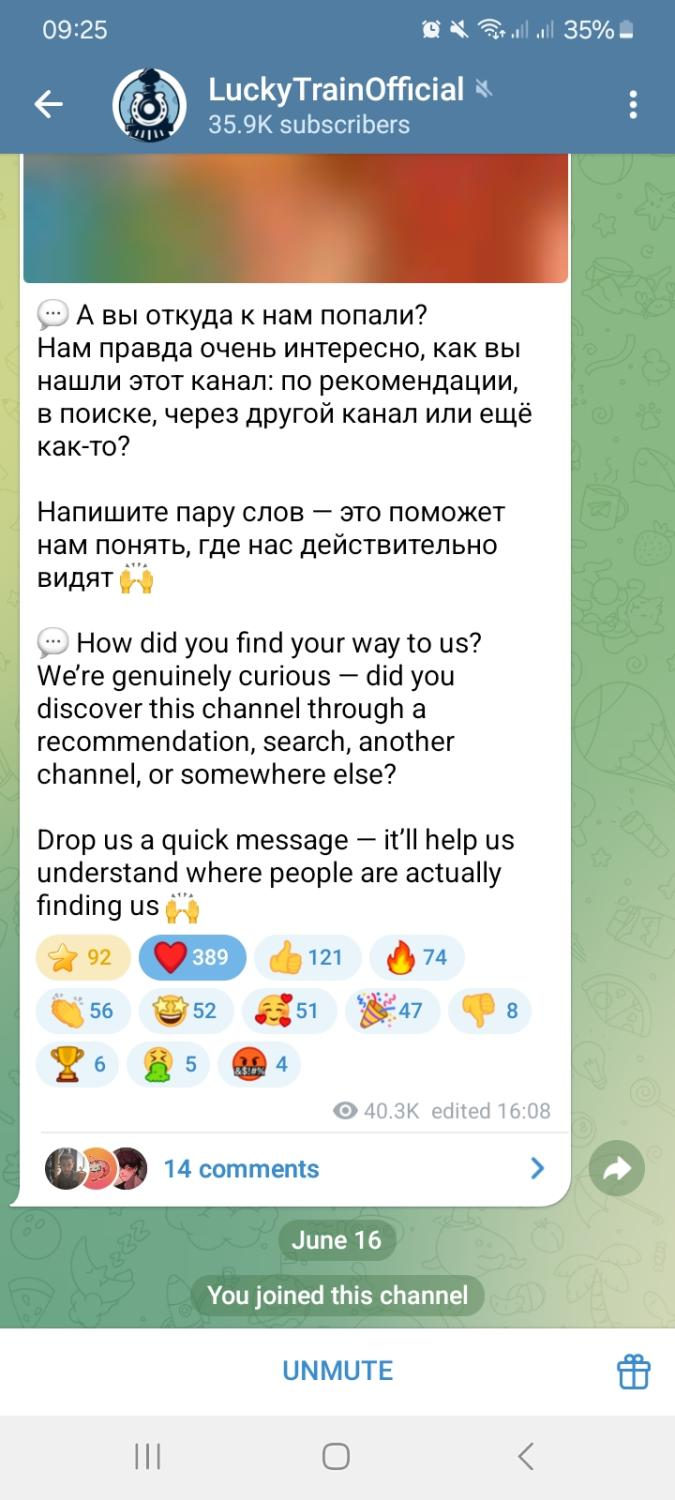 09:25
35%
LuckyTrainOfficial
35.9K subscribers
А вы откуда к нам попали?
Нам правда очень интересно, как вы
нашли этот канал: по рекомендации,
в поиске, через другой канал или ещё
как-то?
Напишите пару слов — это поможет
нам понять, где нас действительно
видят 🙌
How did you find your way to us?
We’re genuinely curious — did you
discover this channel through a
recommendation, search, another
channel, or somewhere else?
Drop us a quick message — it’ll help us
understand where people are actually
finding us 🙌
92 389 121 74
56 52 51 47 8
6 5 4
40.3K edited 16:08
14 comments
June 16
You joined this channel
UNMUTE